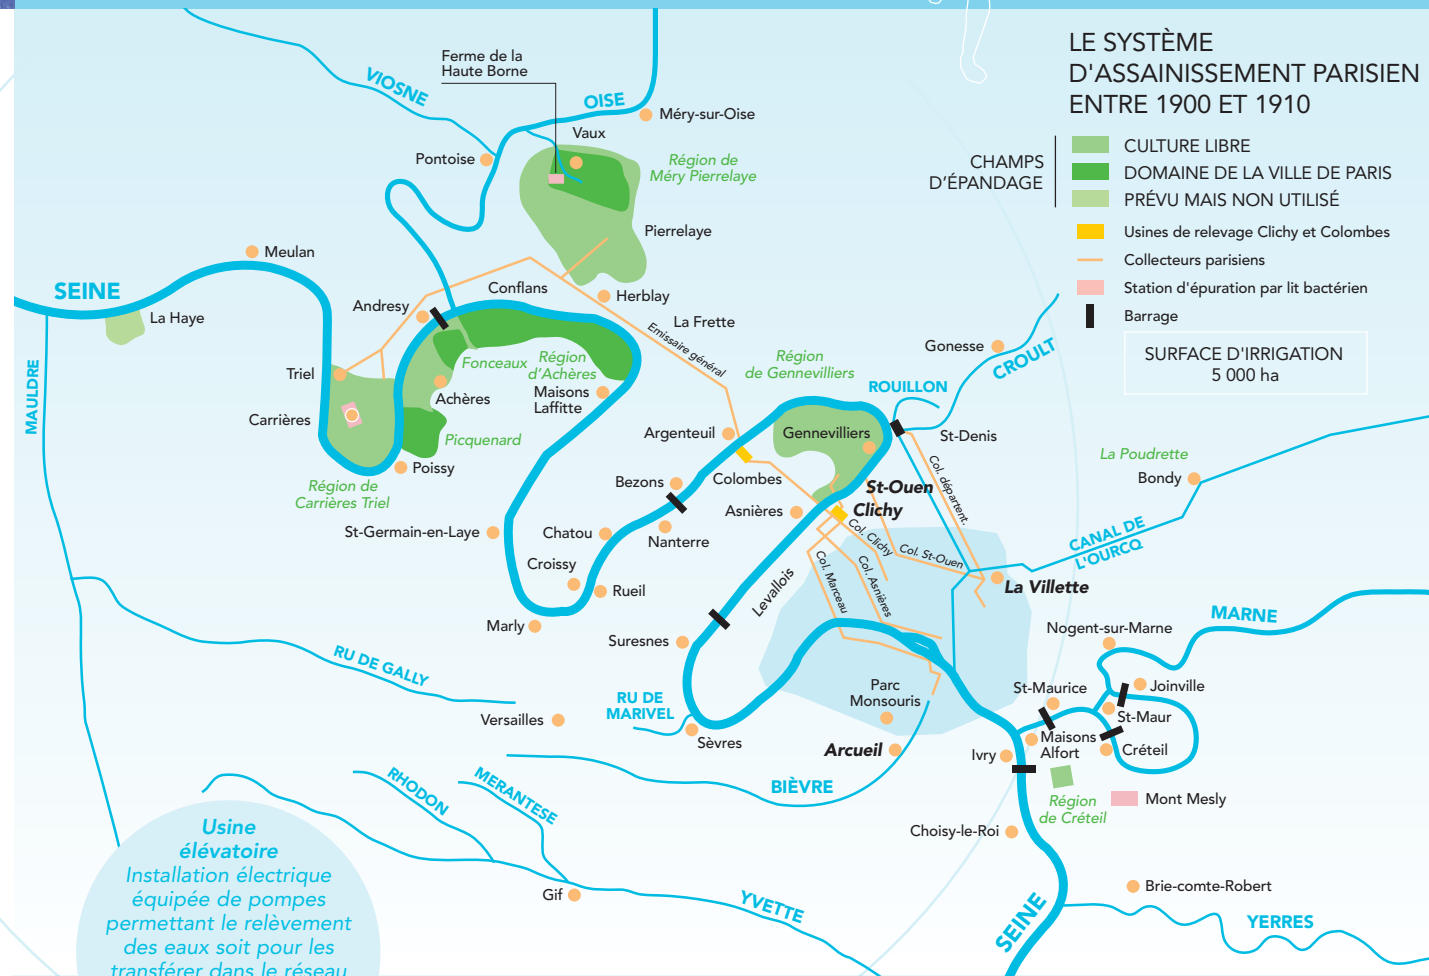 LE SYSTÈME
D'ASSAINISSEMENT PARISIEN
ENTRE 1900 ET 1910
CHAMPS
D'ÉPANDAGE
CULTURE LIBRE
DOMAINE DE LA VILLE DE PARIS
PRÉVU MAIS NON UTILISÉ
Usines de relevage Clichy et Colombes
Collecteurs parisiens
Station d'épuration par lit bactérien
Barrage
SURFACE D'IRRIGATION
5 000 ha
Ferme de la
Haute Borne
VIOSNE
OISE
Méry-sur-Oise
Vaux
Pontoise
Région de
Méry Pierrelaye
Pierrelaye
Meulan
SEINE
La Haye
Andresy
Conflans
Herblay
La Frette
Emissaire général
MAULDRE
Triel
Fonceaux
Région
d'Achères
Achères
Maisons
Laffitte
Carrières
Picquenard
Poissy
Région de
Carrières Triel
Région
de Gennevilliers
Gonesse
CROULT
ROUILLON
Argenteuil
Gennevilliers
St-Denis
Col. départent.
La Poudrette
Bondy
Bezons
Colombes
St-Ouen
Clichy
Asnières
St-Germain-en-Laye
Chatou
Nanterre
Col. Clichy
Col. St-Ouen
CANAL DE
L'OURCQ
Croissy
Rueil
Levallois
Col. Marceau
Col. Asnières
La Villette
Marly
Suresnes
Nogent-sur-Marne
MARNE
RU DE GALLY
RU DE
MARIVEL
Parc
Monsouris
St-Maurice
Joinville
St-Maur
Versailles
Sèvres
Arcueil
Ivry
Maisons
Alfort
Créteil
BIÈVRE
Région
de Créteil
Mont Mesly
RHODON
MERANTESE
Choisy-le-Roi
Gif
YVETTE
SEINE
Brie-comte-Robert
YERRES
Usine
élévatoire
Installation électrique
équipée de pompes
permettant le relèvement
des eaux soit pour les
transférer dans le réseau